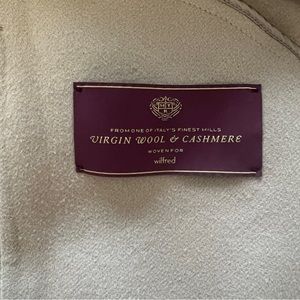 FROM ONE OF ITALY'S FINEST MILLS
VIRGIN WOOL & CASHMERE
WOVEN FOR
wilfred